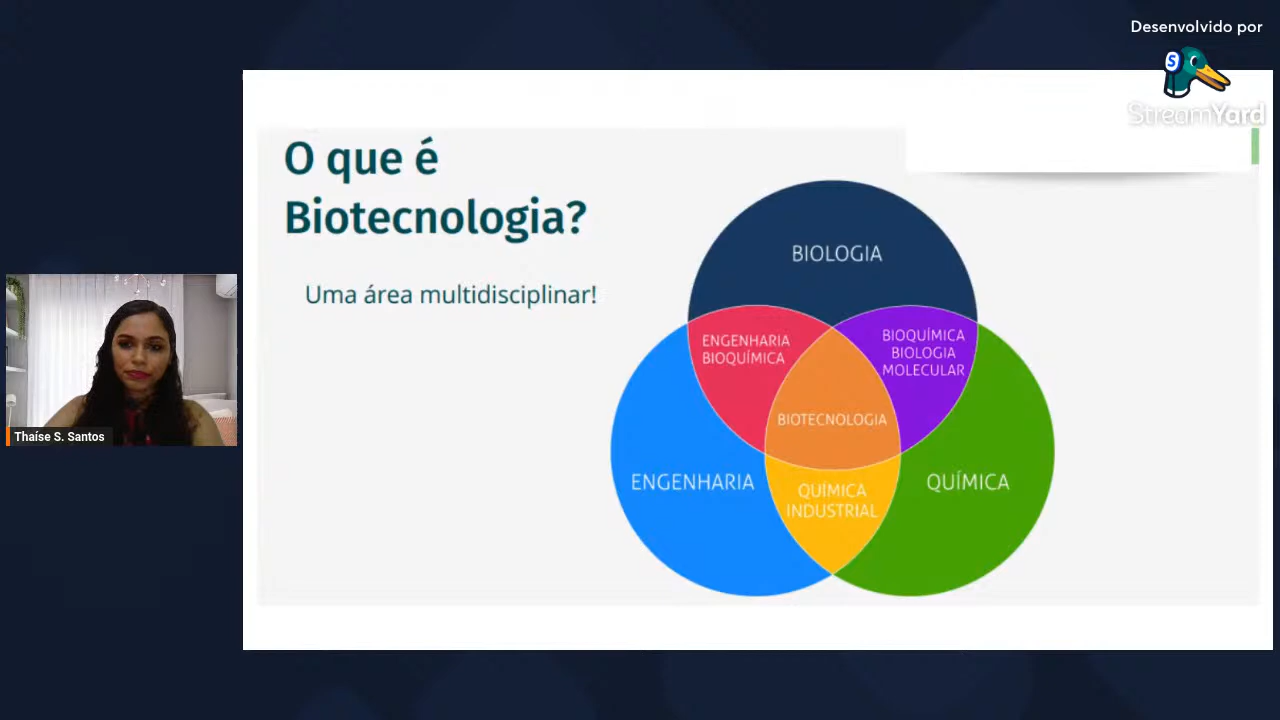 Desenvolvido por
S
StreamYard
O que é
Biotecnologia?
Uma área multidisciplinar!
BIOLOGIA
ENGENHARIA
BIOQUÍMICA
BIOQUÍMICA
BIOLOGIA
MOLECULAR
BIOTECNOLOGIA
ENGENHARIA
QUÍMICA
INDUSTRIAL
QUÍMICA
Thaíse S. Santos